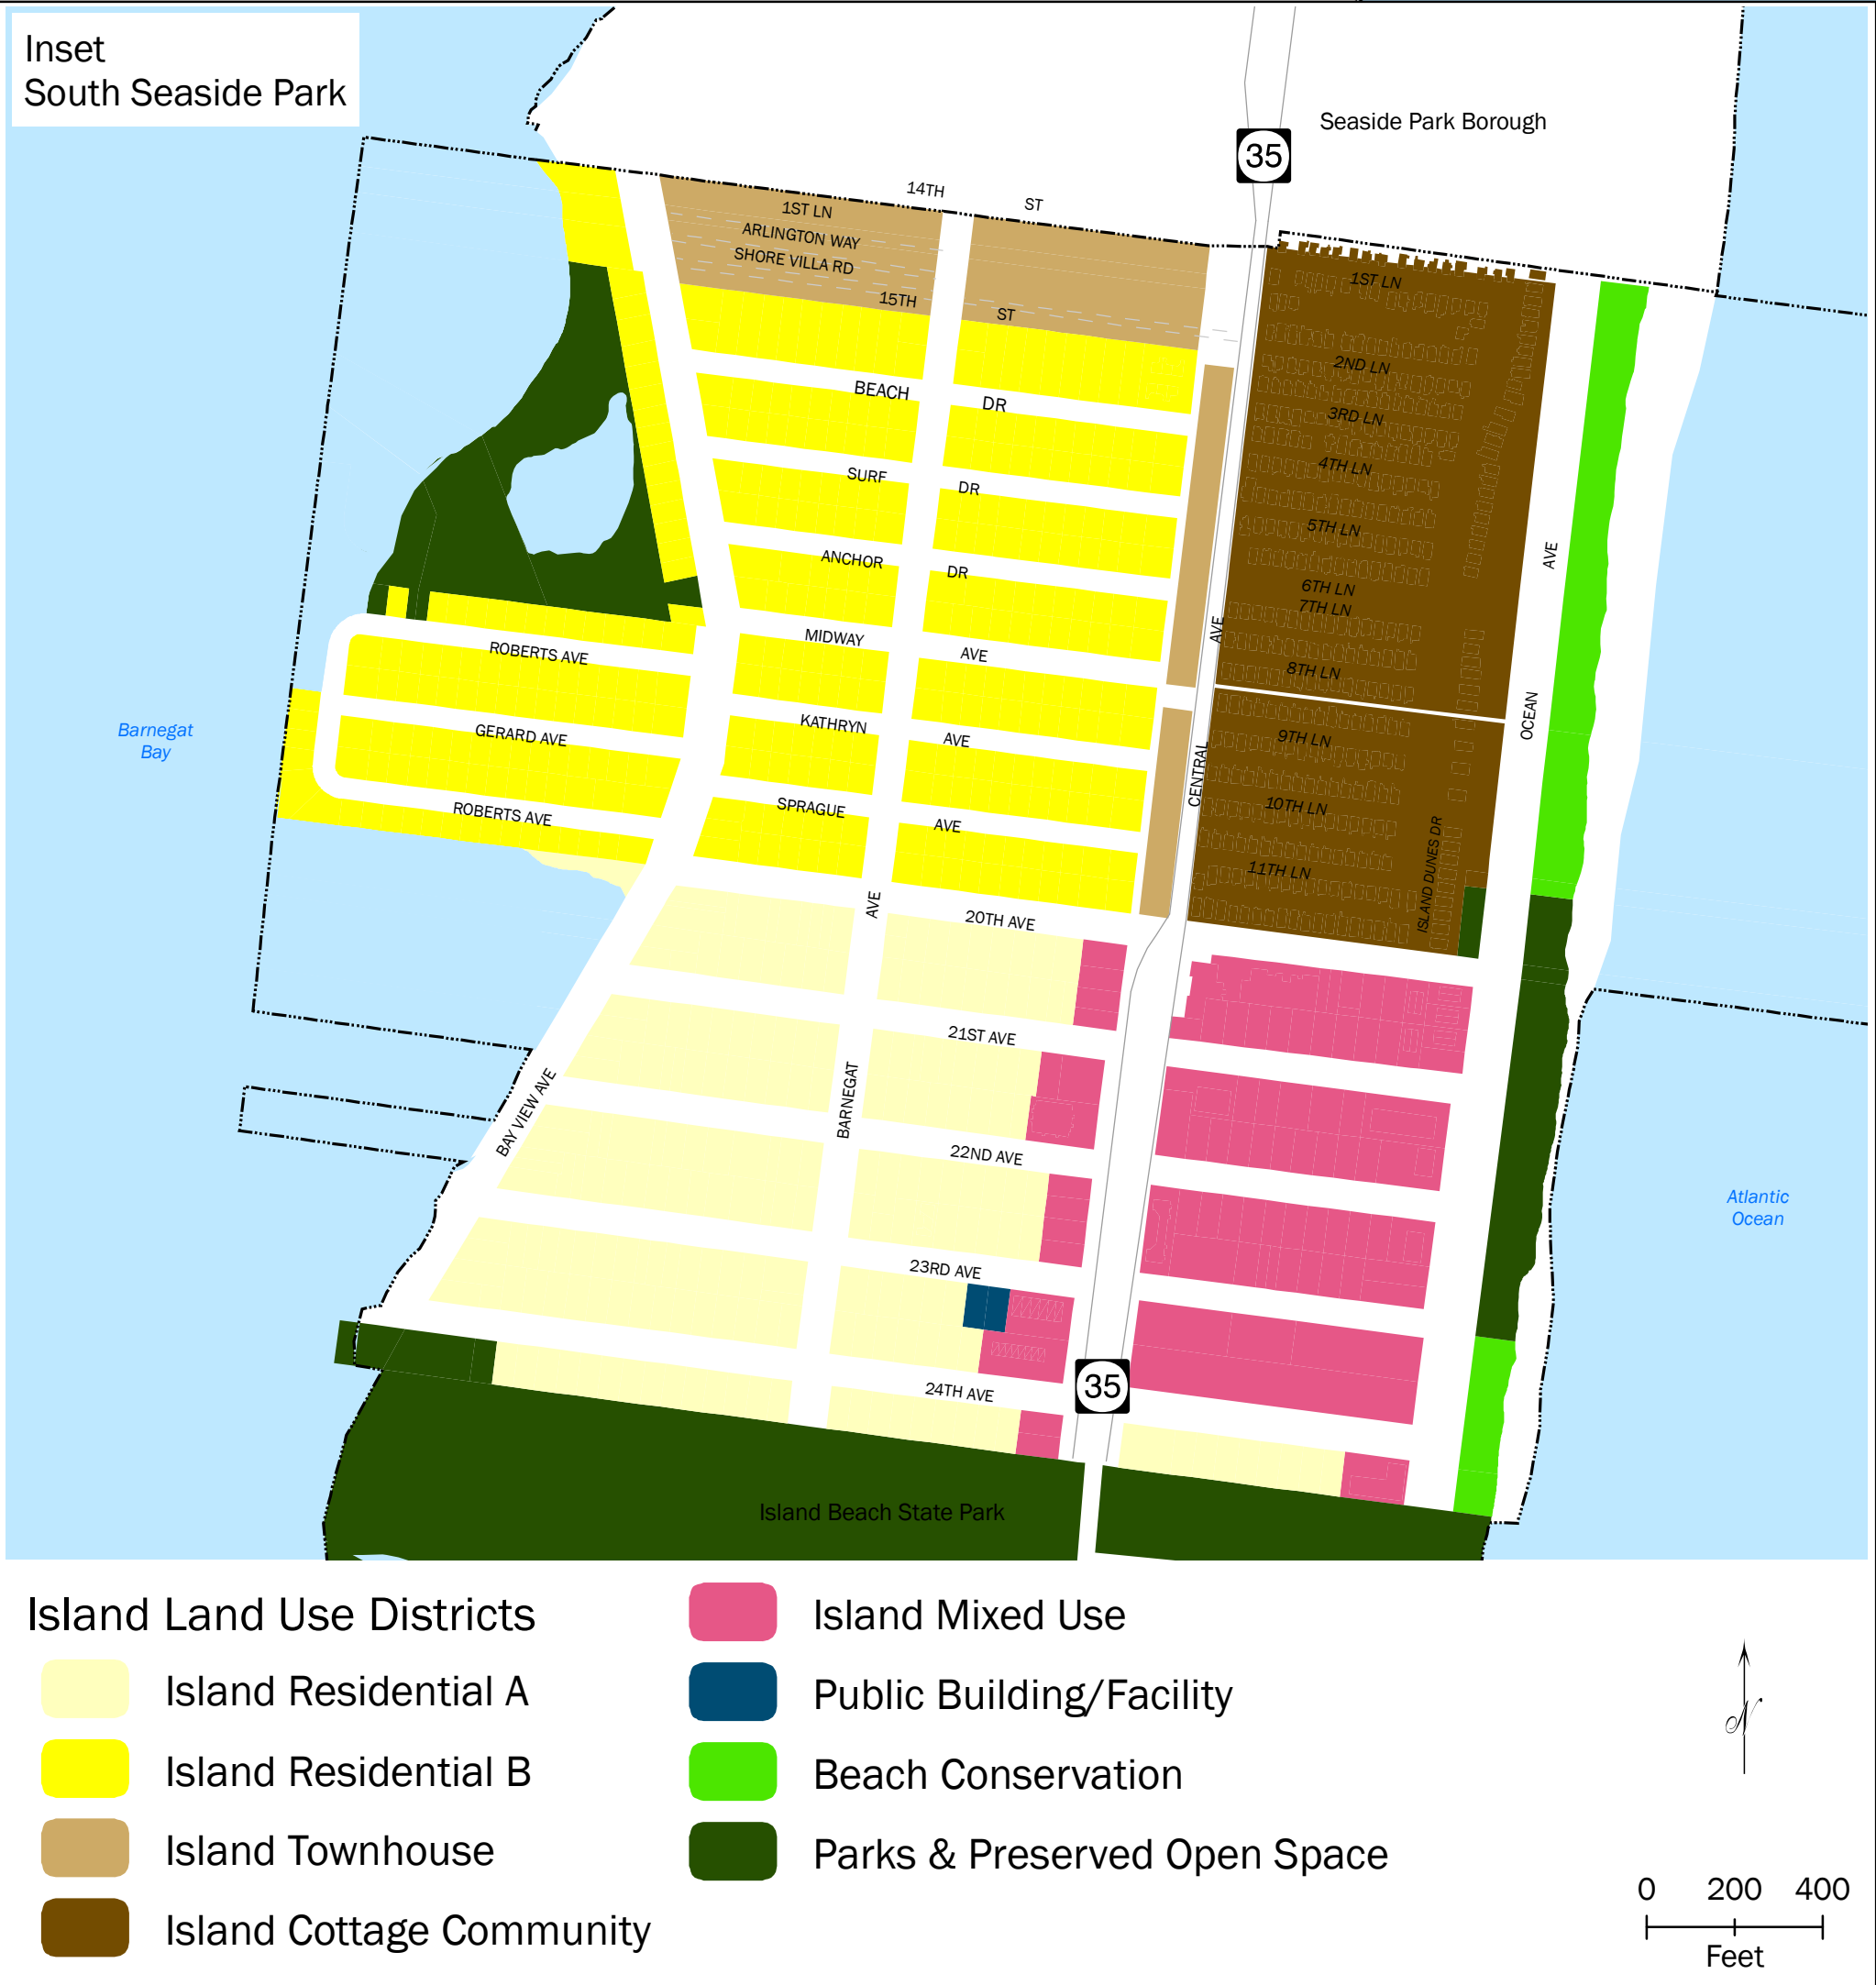 Inset
South Seaside Park
Seaside Park Borough
35
14TH ST
1ST LN
ARLINGTON WAY
SHORE VILLA RD
15TH ST
1ST LN
2ND LN
BEACH DR
3RD LN
4TH LN
SURF DR
5TH LN
AVE
ANCHOR DR
6TH LN
7TH LN
AVE
MIDWAY AVE
ROBERTS AVE
8TH LN
OCEAN
Barnegat
Bay
GERARD AVE
KATHRYN AVE
9TH LN
CENTRAL
ROBERTS AVE
SPRAGUE AVE
10TH LN
ISLAND DUNES DR
11TH LN
AVE
20TH AVE
21ST AVE
BAY VIEW AVE
BARNEGAT
22ND AVE
Atlantic
Ocean
23RD AVE
24TH AVE
35
Island Beach State Park
Island Land Use Districts
Island Residential A
Island Residential B
Island Townhouse
Island Cottage Community
Island Mixed Use
Public Building/Facility
Beach Conservation
Parks & Preserved Open Space
N
0 200 400
Feet